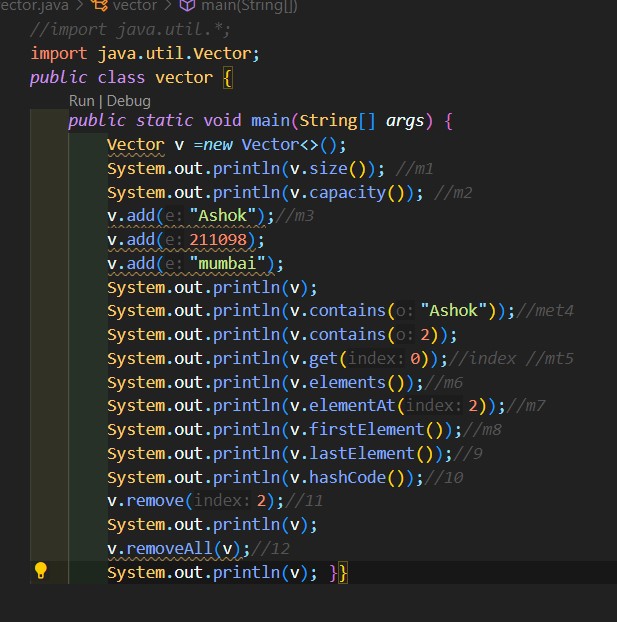 ector.java > vector > main(String[])
//import java.util.*;
import java.util.Vector;
public class vector {
Run | Debug
public static void main(String[] args) {
Vector v =new Vector<>();
System.out.println(v.size()); //m1
System.out.println(v.capacity()); //m2
v.add(e: "Ashok");//m3
v.add(e: 211098);
v.add(e: "mumbai");
System.out.println(v);
System.out.println(v.contains(o: "Ashok"));//met4
System.out.println(v.contains(o: 2));
System.out.println(v.get(index: 0));//index //mt5
System.out.println(v.elements());//m6
System.out.println(v.elementAt(index: 2));//m7
System.out.println(v.firstElement());//m8
System.out.println(v.lastElement());//9
System.out.println(v.hashCode());//10
v.remove(index: 2);//11
System.out.println(v);
v.removeAll(v);//12
System.out.println(v); }}